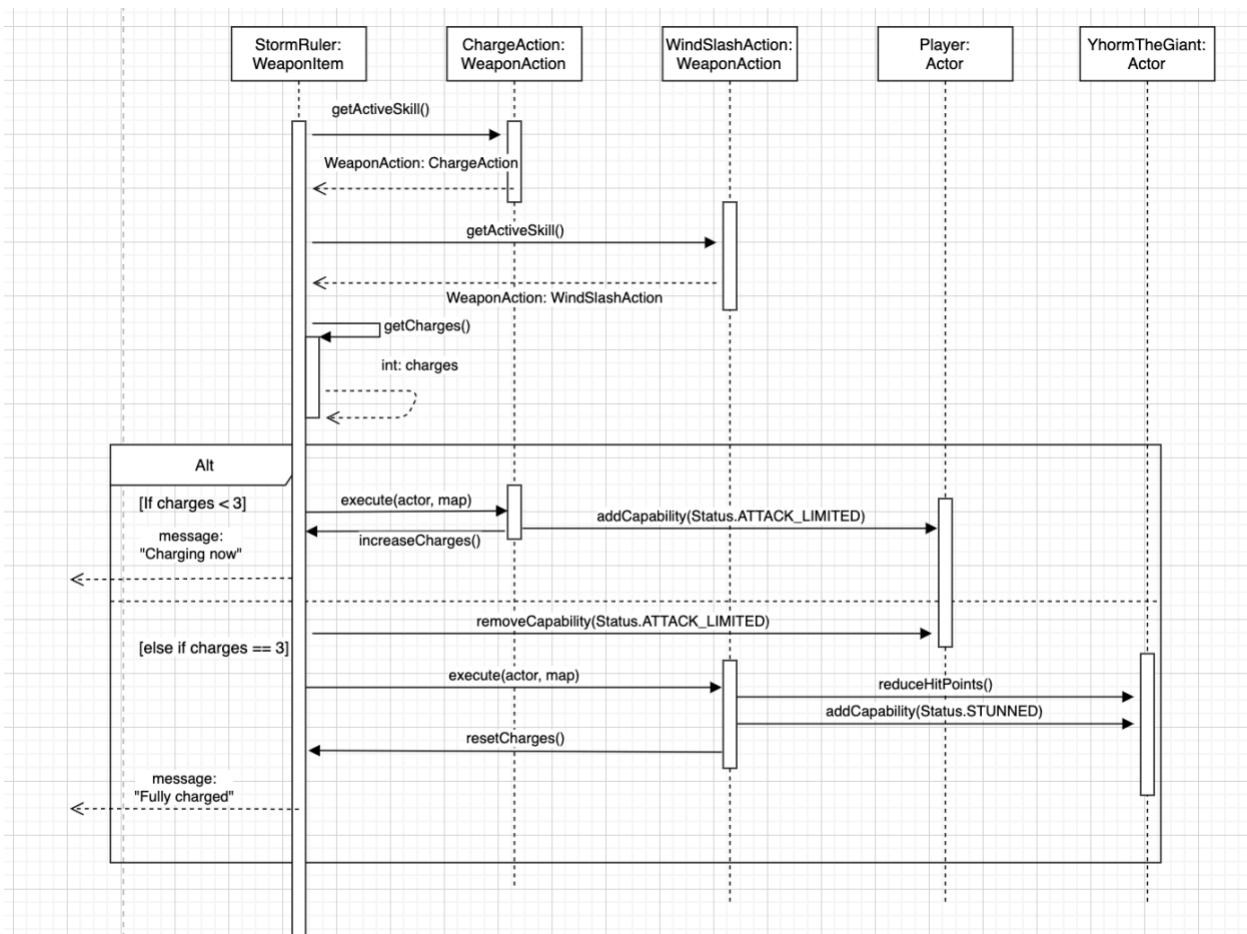 StormRuler:
WeaponItem
ChargeAction:
WeaponAction
WindSlashAction:
WeaponAction
Player:
Actor
YhormTheGiant:
Actor
getActiveSkill()
WeaponAction: ChargeAction
getActiveSkill()
WeaponAction: WindSlashAction
getCharges()
int: charges
Alt
[If charges < 3]
execute(actor, map)
addCapability(Status.ATTACK_LIMITED)
increaseCharges()
message:
"Charging now"
removeCapability(Status.ATTACK_LIMITED)
[else if charges == 3]
execute(actor, map)
reduceHitPoints()
addCapability(Status.STUNNED)
resetCharges()
message:
"Fully charged"